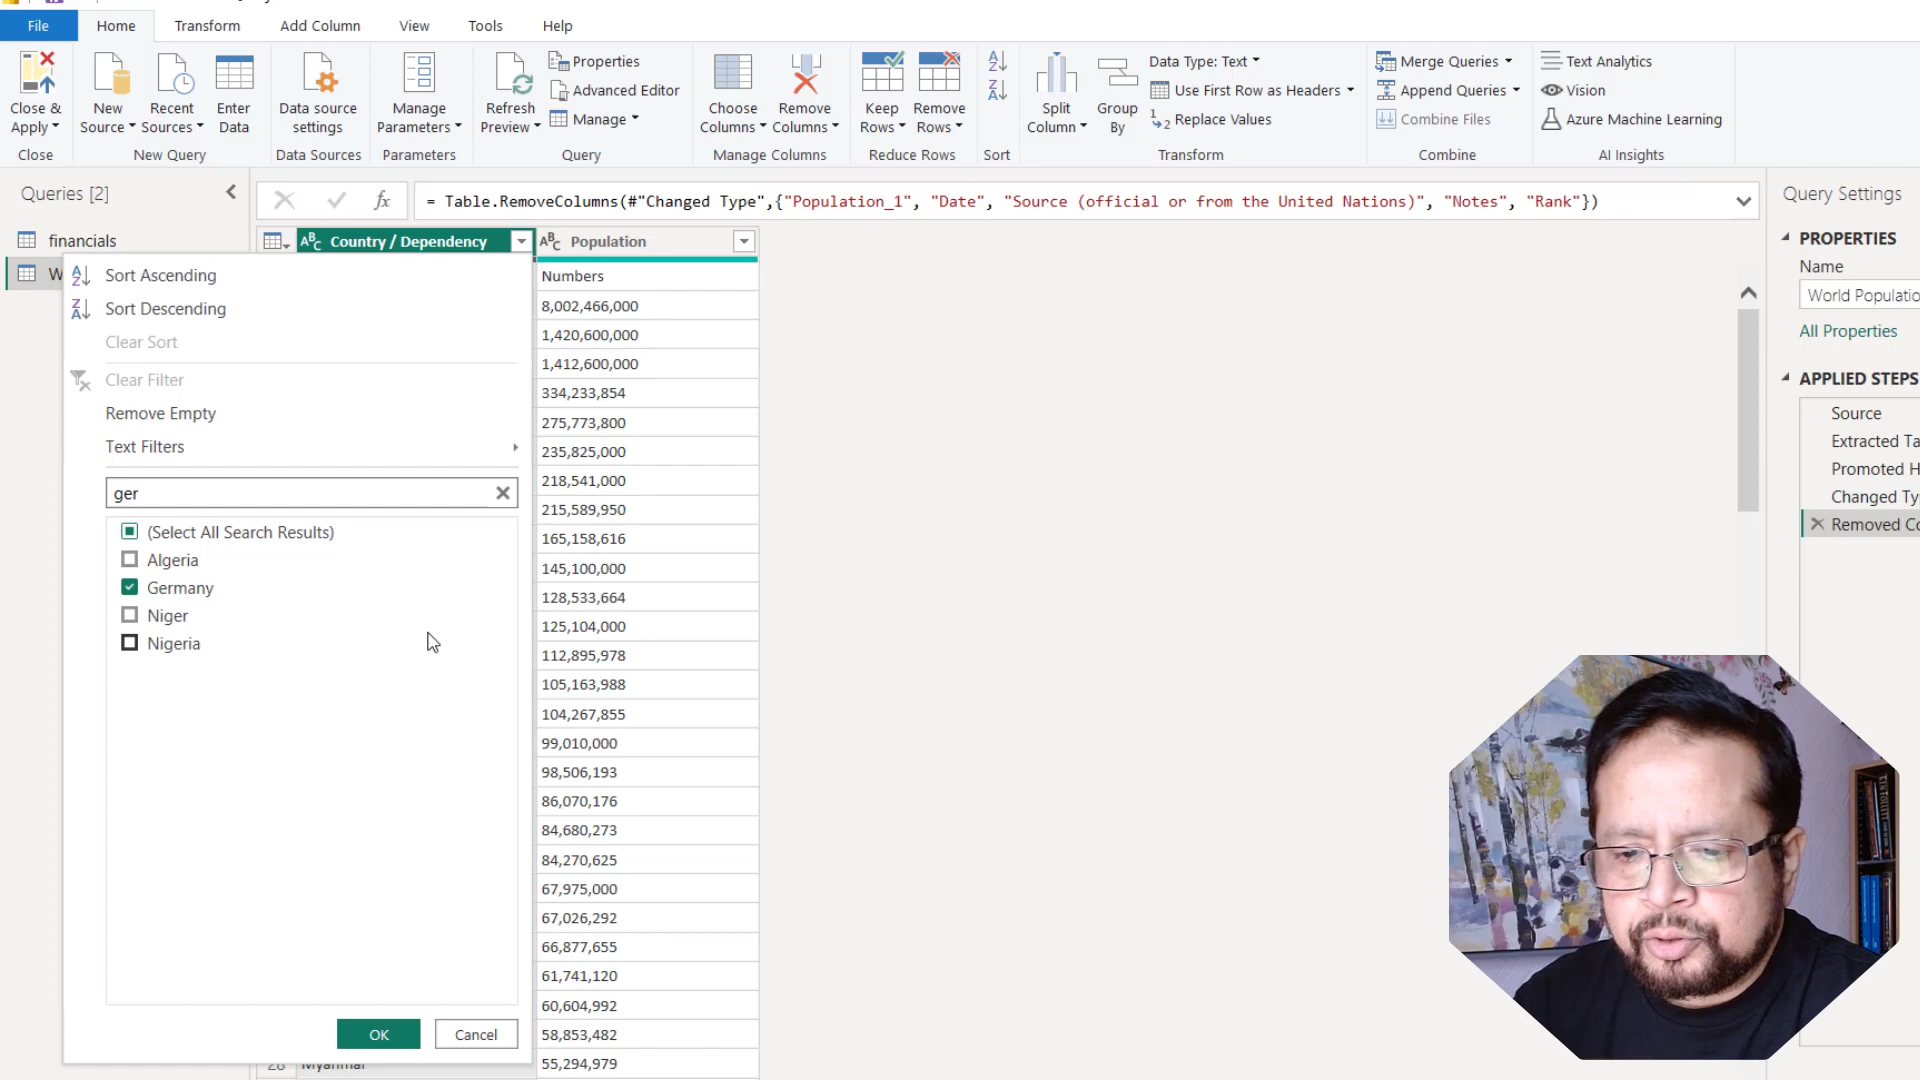 File Home Transform Add Column View Tools Help
Close & Apply
New Source
Recent Sources
Enter Data
Data source settings
Manage Parameters
Refresh Preview
Properties
Advanced Editor
Manage
Choose Columns
Remove Columns
Keep Rows
Remove Rows
Split Column
Group By
Data Type: Text
Use First Row as Headers
Replace Values
Merge Queries
Append Queries
Combine Files
Text Analytics
Vision
Azure Machine Learning
Close New Query Data Sources Parameters Query Manage Columns Reduce Rows Sort Transform Combine AI Insights
Queries [2]
financials
W
fx = Table.RemoveColumns(#"Changed Type",{"Population_1", "Date", "Source (official or from the United Nations)", "Notes", "Rank"})
Country / Dependency
Population
Sort Ascending
Sort Descending
Clear Sort
Clear Filter
Remove Empty
Text Filters
ger
(Select All Search Results)
Algeria
Germany
Niger
Nigeria
OK Cancel
Numbers
8,002,466,000
1,420,600,000
1,412,600,000
334,233,854
275,773,800
235,825,000
218,541,000
215,589,950
165,158,616
145,100,000
128,533,664
125,104,000
112,895,978
105,163,988
104,267,855
99,010,000
98,506,193
86,070,176
84,680,273
84,270,625
67,975,000
67,026,292
66,877,655
61,741,120
60,604,992
58,853,482
28 Myanmar 55,294,979
Query Settings
PROPERTIES
Name
World Populatio
All Properties
APPLIED STEPS
Source
Extracted Ta
Promoted H
Changed Ty
Removed Co